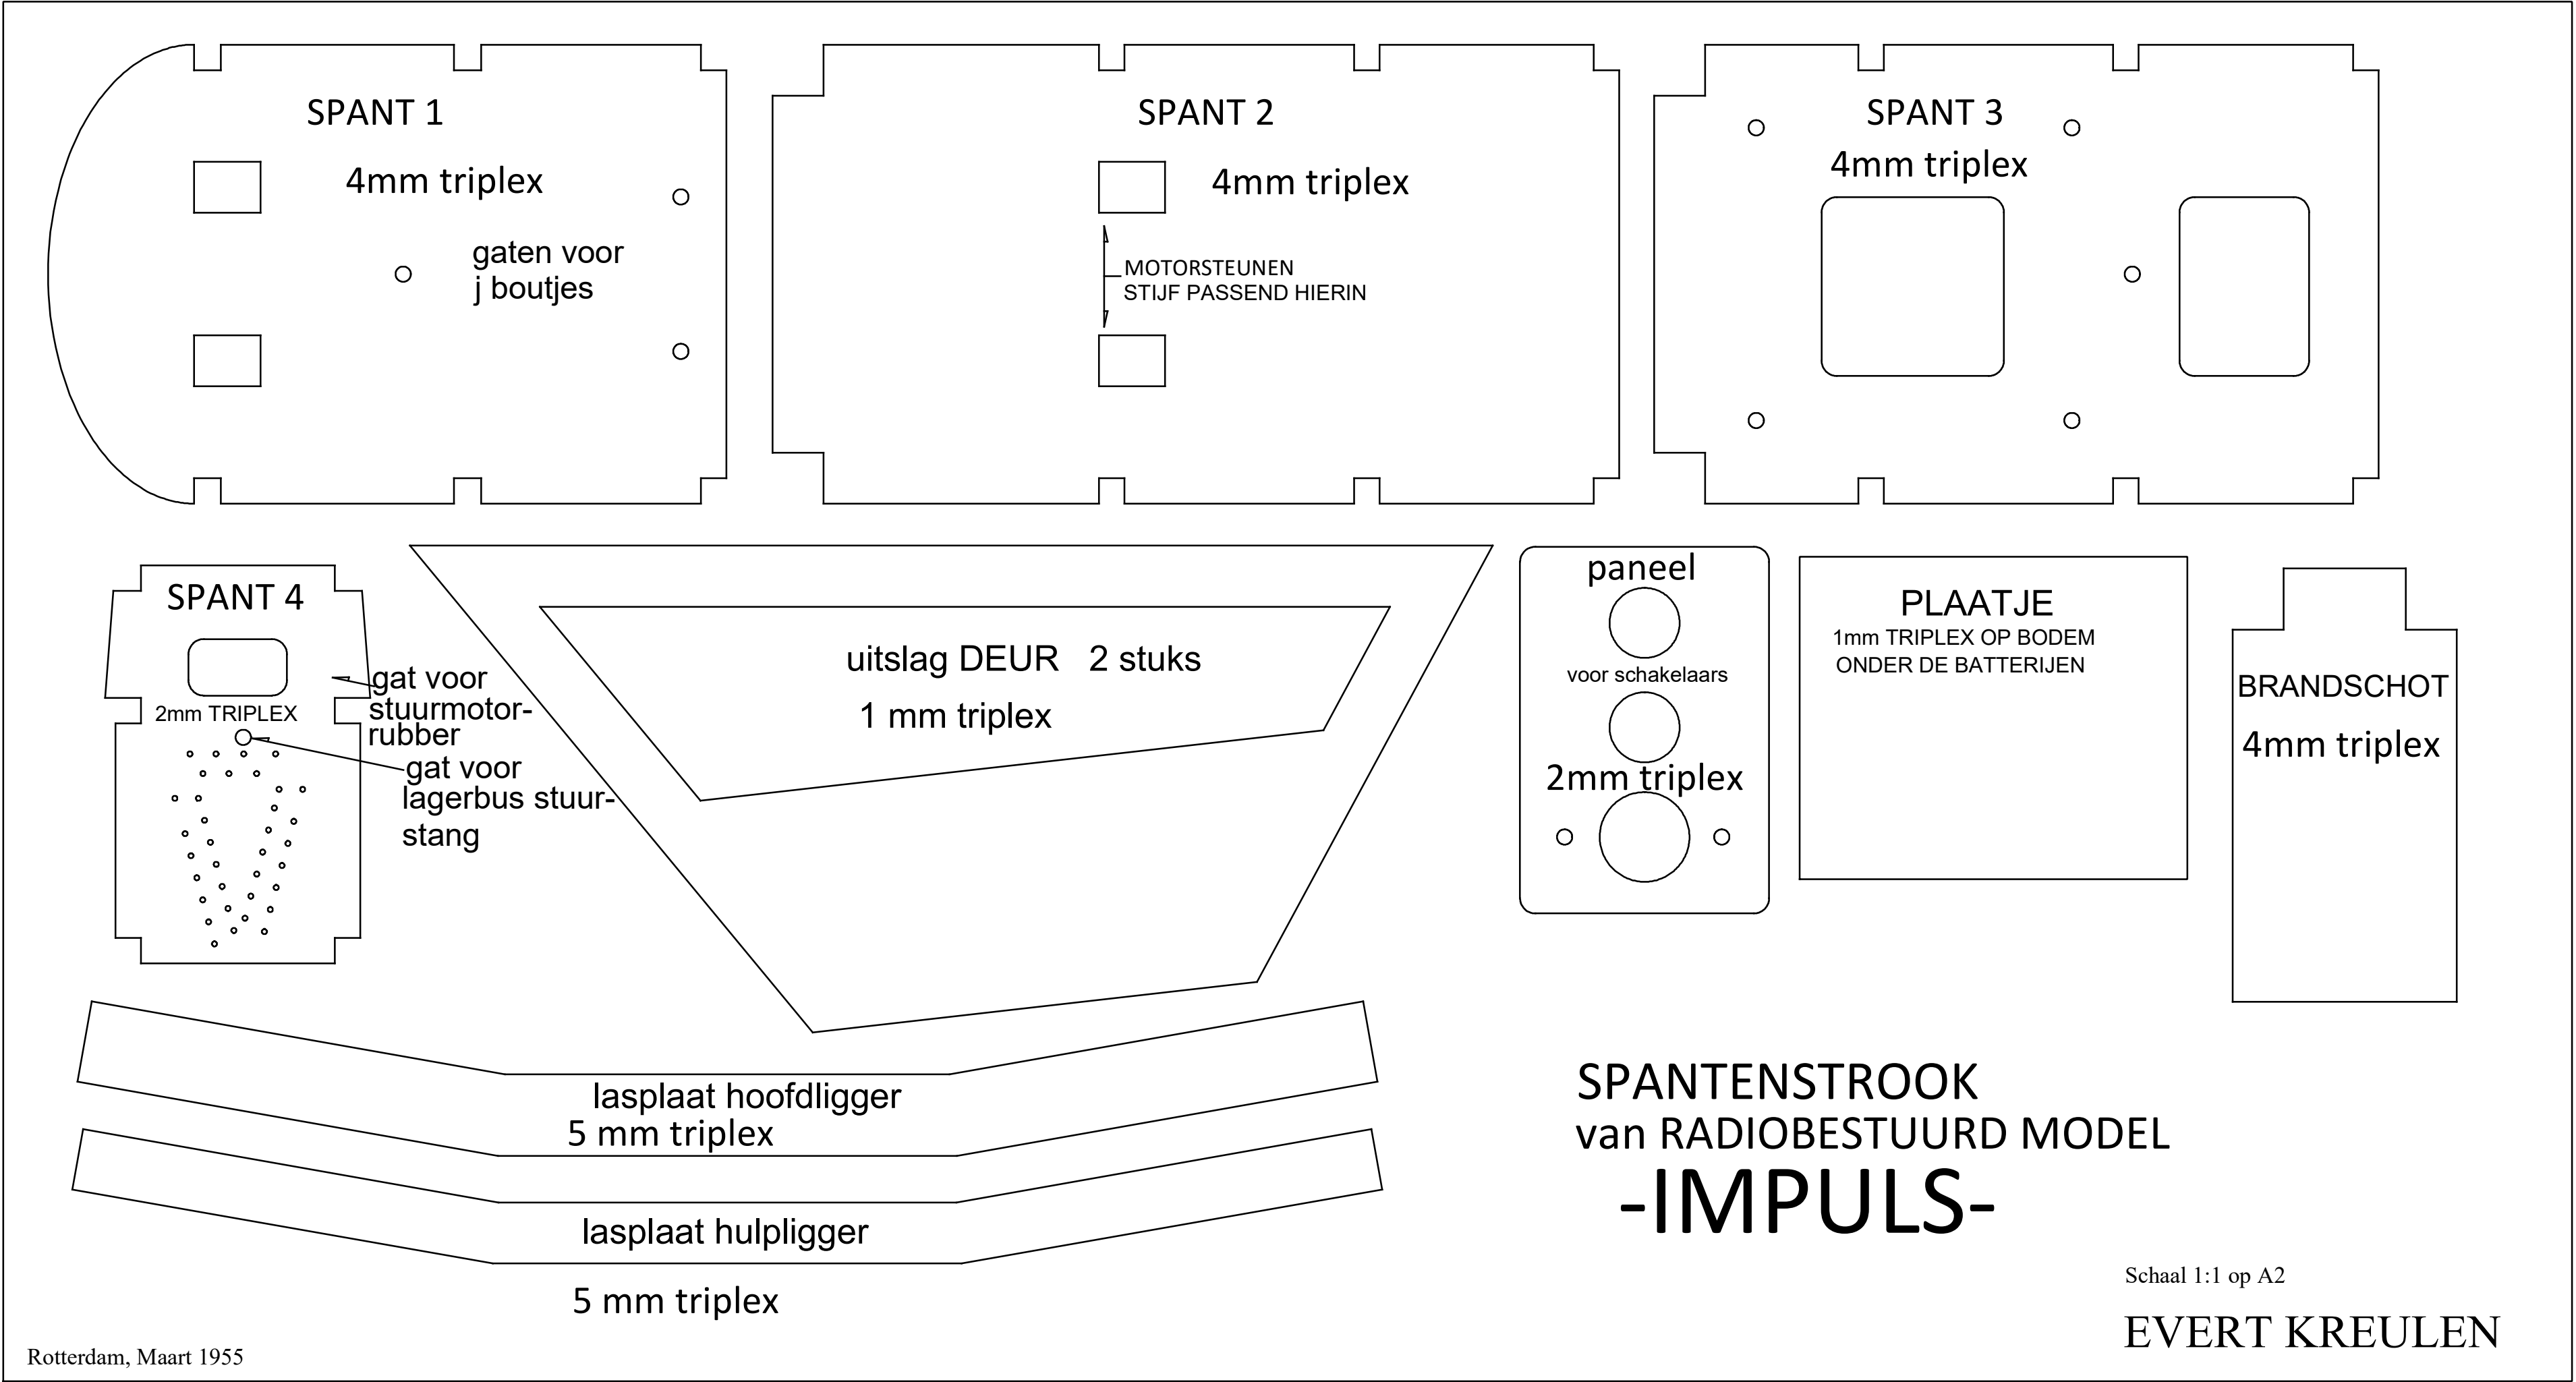 SPANT 1
4mm triplex
gaten voor
j boutjes
SPANT 2
4mm triplex
MOTORSTEUNEN
STIJF PASSEND HIERIN
SPANT 3
4mm triplex
SPANT 4
2mm TRIPLEX
gat voor
stuurmotor-
rubber
gat voor
lagerbus stuur-
stang
uitslag DEUR 2 stuks
1 mm triplex
paneel
voor schakelaars
2mm triplex
PLAATJE
1mm TRIPLEX OP BODEM
ONDER DE BATTERIJEN
BRANDSCHOT
4mm triplex
lasplaat hoofdligger
5 mm triplex
lasplaat hulpligger
5 mm triplex
SPANTENSTROOK
van RADIOBESTUURD MODEL
-IMPULS-
Schaal 1:1 op A2
EVERT KREULEN
Rotterdam, Maart 1955